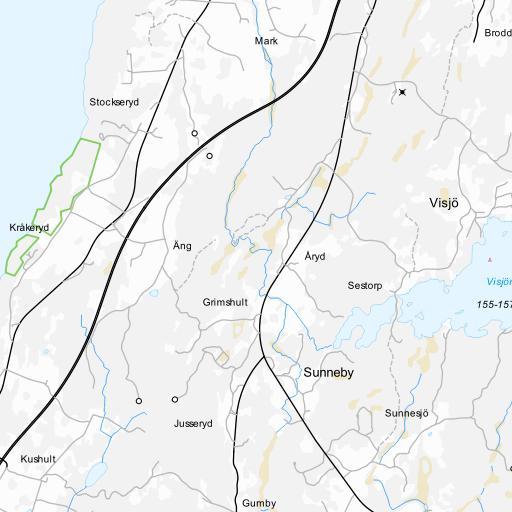 Mark
Brodd
Stockseryd
Visjö
Kråkeryd
Äng
Åryd
Sestorp
Visjön
155-157
Grimshult
Sunneby
Sunnesjö
Jusseryd
Kushult
Gumby